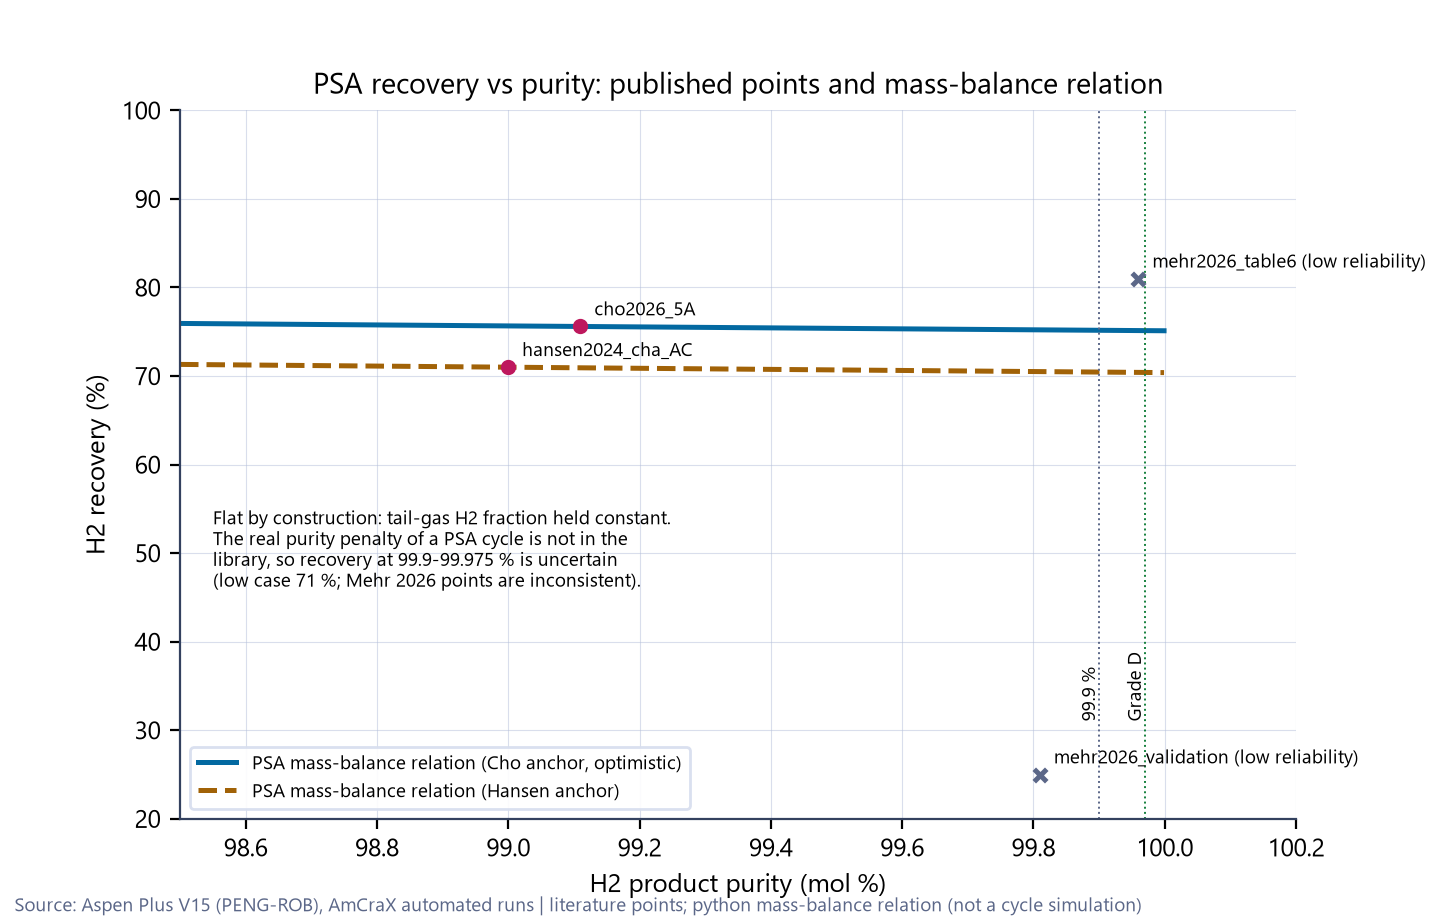 PSA recovery vs purity: published points and mass-balance relation
100
90
80
70
60
50
40
30
20
H2 recovery (%)
mehr2026_table6 (low reliability)
cho2026_5A
hansen2024_cha_AC
Flat by construction: tail-gas H2 fraction held constant.
The real purity penalty of a PSA cycle is not in the
library, so recovery at 99.9-99.975 % is uncertain
(low case 71 %; Mehr 2026 points are inconsistent).
99.9 %
Grade D
mehr2026_validation (low reliability)
PSA mass-balance relation (Cho anchor, optimistic)
PSA mass-balance relation (Hansen anchor)
98.6 98.8 99.0 99.2 99.4 99.6 99.8 100.0 100.2
H2 product purity (mol %)
Source: Aspen Plus V15 (PENG-ROB), AmCraX automated runs | literature points; python mass-balance relation (not a cycle simulation)